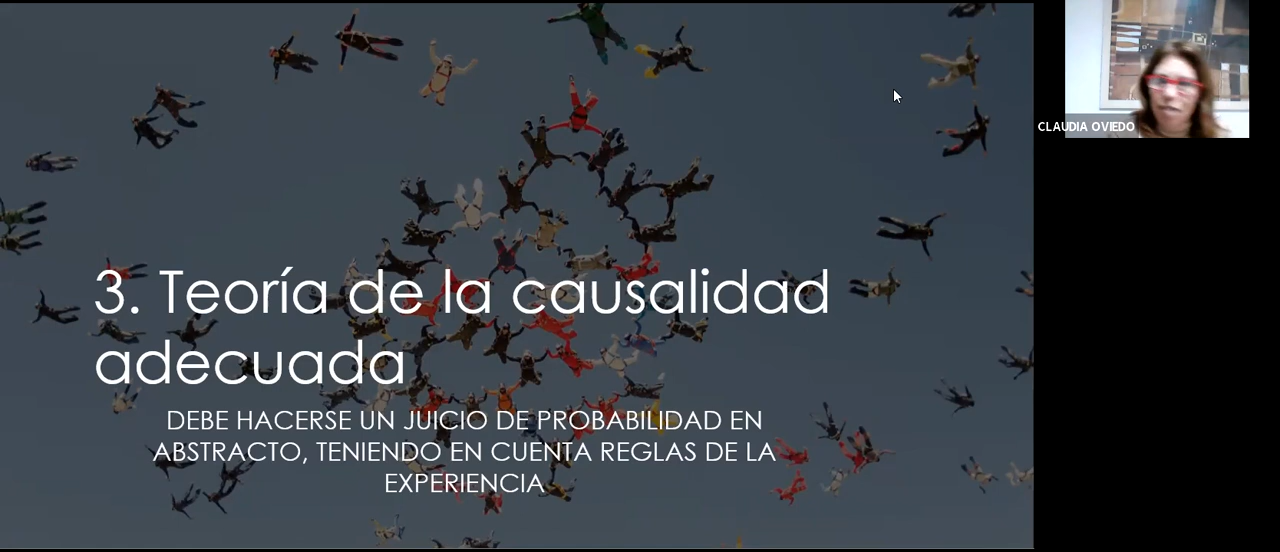 3. Teoría de la causalidad
adecuada
DEBE HACERSE UN JUICIO DE PROBABILIDAD EN
ABSTRACTO, TENIENDO EN CUENTA REGLAS DE LA
EXPERIENCIA
CLAUDIA OVIEDO